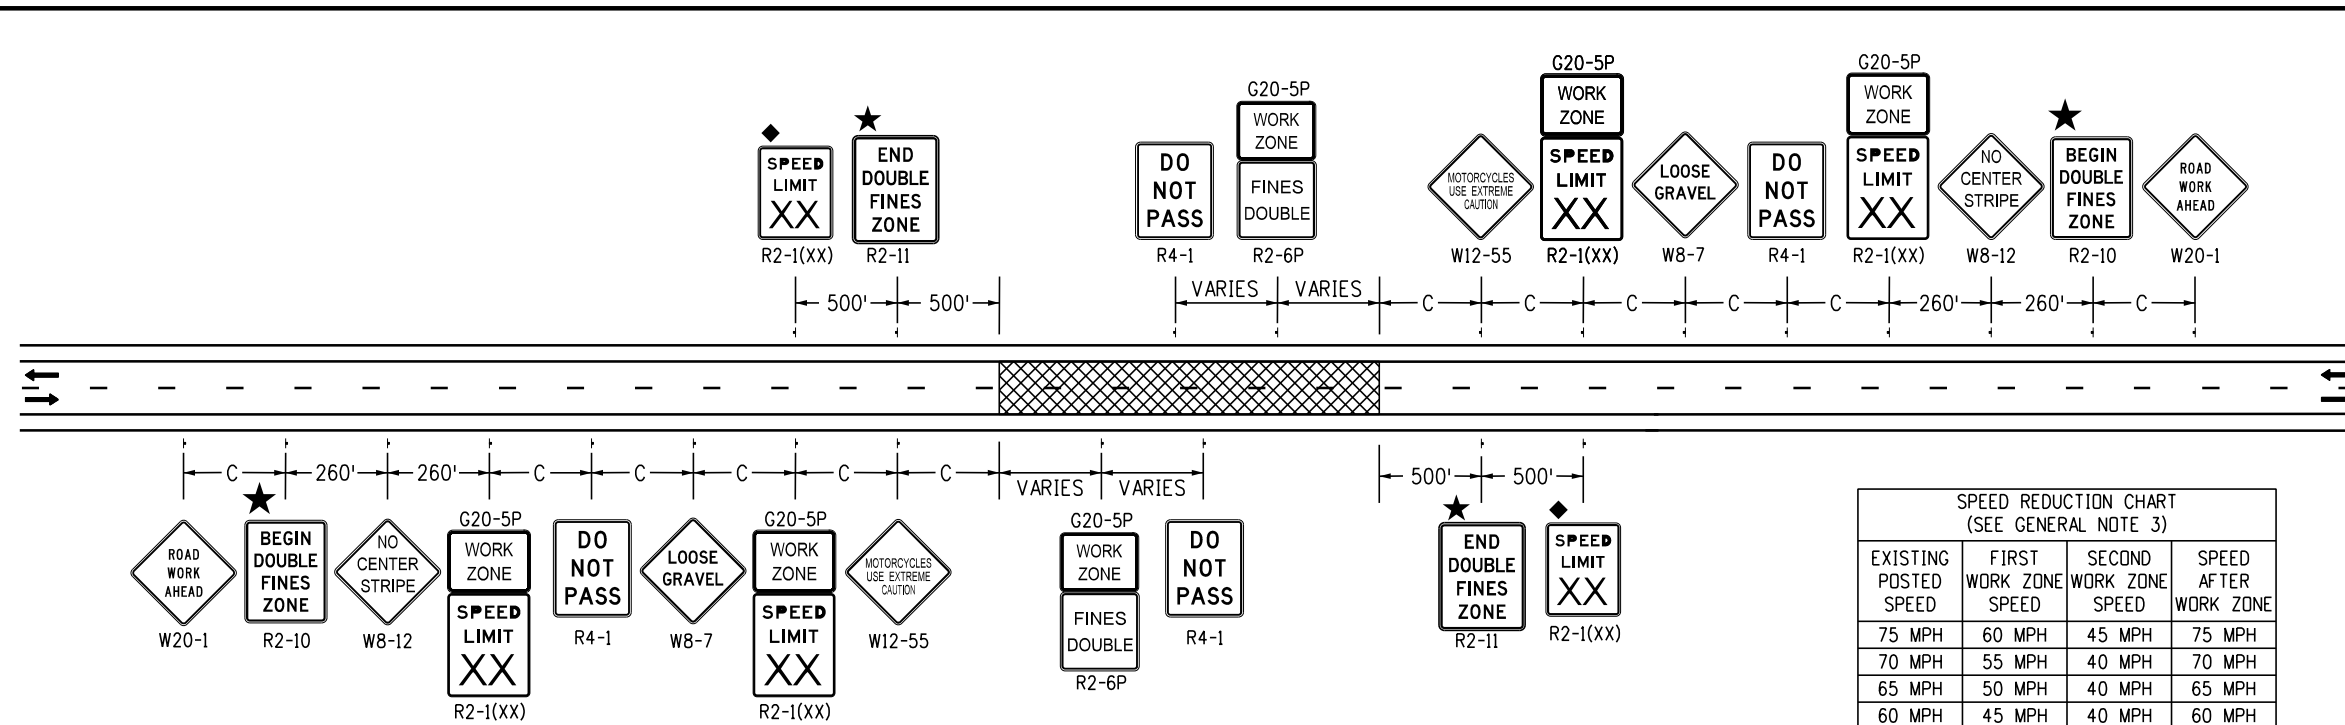 G20-5P
WORK
ZONE
SPEED
LIMIT
XX
R2-1(XX)
G20-5P
WORK
ZONE
SPEED
LIMIT
XX
R2-1(XX)
SPEED
LIMIT
XX
R2-1(XX)
END
DOUBLE
FINES
ZONE
R2-11
DO
NOT
PASS
R4-1
G20-5P
WORK
ZONE
FINES
DOUBLE
R2-6P
MOTORCYCLES
USE EXTREME
CAUTION
W12-55
LOOSE
GRAVEL
W8-7
DO
NOT
PASS
R4-1
NO
CENTER
STRIPE
W8-12
BEGIN
DOUBLE
FINES
ZONE
R2-10
ROAD
WORK
AHEAD
W20-1
500' 500' VARIES VARIES C C C C C 260' 260' C
C 260' 260' C C C C C VARIES VARIES 500' 500'
ROAD
WORK
AHEAD
W20-1
BEGIN
DOUBLE
FINES
ZONE
R2-10
NO
CENTER
STRIPE
W8-12
G20-5P
WORK
ZONE
SPEED
LIMIT
XX
R2-1(XX)
DO
NOT
PASS
R4-1
LOOSE
GRAVEL
W8-7
G20-5P
WORK
ZONE
SPEED
LIMIT
XX
R2-1(XX)
MOTORCYCLES
USE EXTREME
CAUTION
W12-55
G20-5P
WORK
ZONE
FINES
DOUBLE
R2-6P
DO
NOT
PASS
R4-1
END
DOUBLE
FINES
ZONE
R2-11
SPEED
LIMIT
XX
R2-1(XX)
SPEED REDUCTION CHART
(SEE GENERAL NOTE 3)
EXISTING FIRST SECOND SPEED
POSTED WORK ZONE WORK ZONE AFTER
SPEED SPEED SPEED WORK ZONE
75 MPH 60 MPH 45 MPH 75 MPH
70 MPH 55 MPH 40 MPH 70 MPH
65 MPH 50 MPH 40 MPH 65 MPH
60 MPH 45 MPH 40 MPH 60 MPH